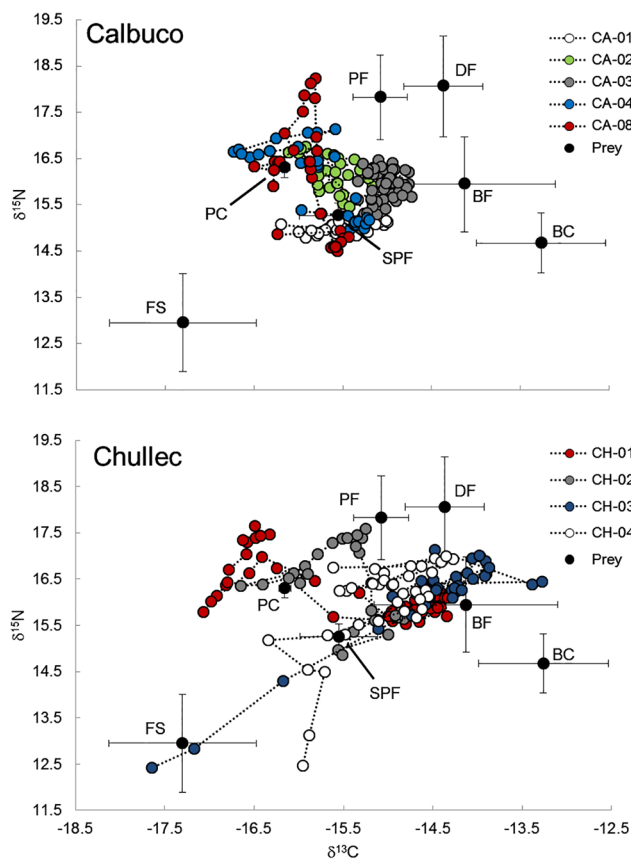 Calbuco
19.5
18.5
17.5
16.5
15.5
14.5
13.5
12.5
11.5
δ15N
PF
DF
PC
BF
SPF
BC
FS
CA-01
CA-02
CA-03
CA-04
CA-08
Prey
Chullec
19.5
18.5
17.5
16.5
15.5
14.5
13.5
12.5
11.5
δ15N
PF
DF
PC
BF
BC
SPF
FS
CH-01
CH-02
CH-03
CH-04
Prey
-18.5 -17.5 -16.5 -15.5 -14.5 -13.5 -12.5
δ13C